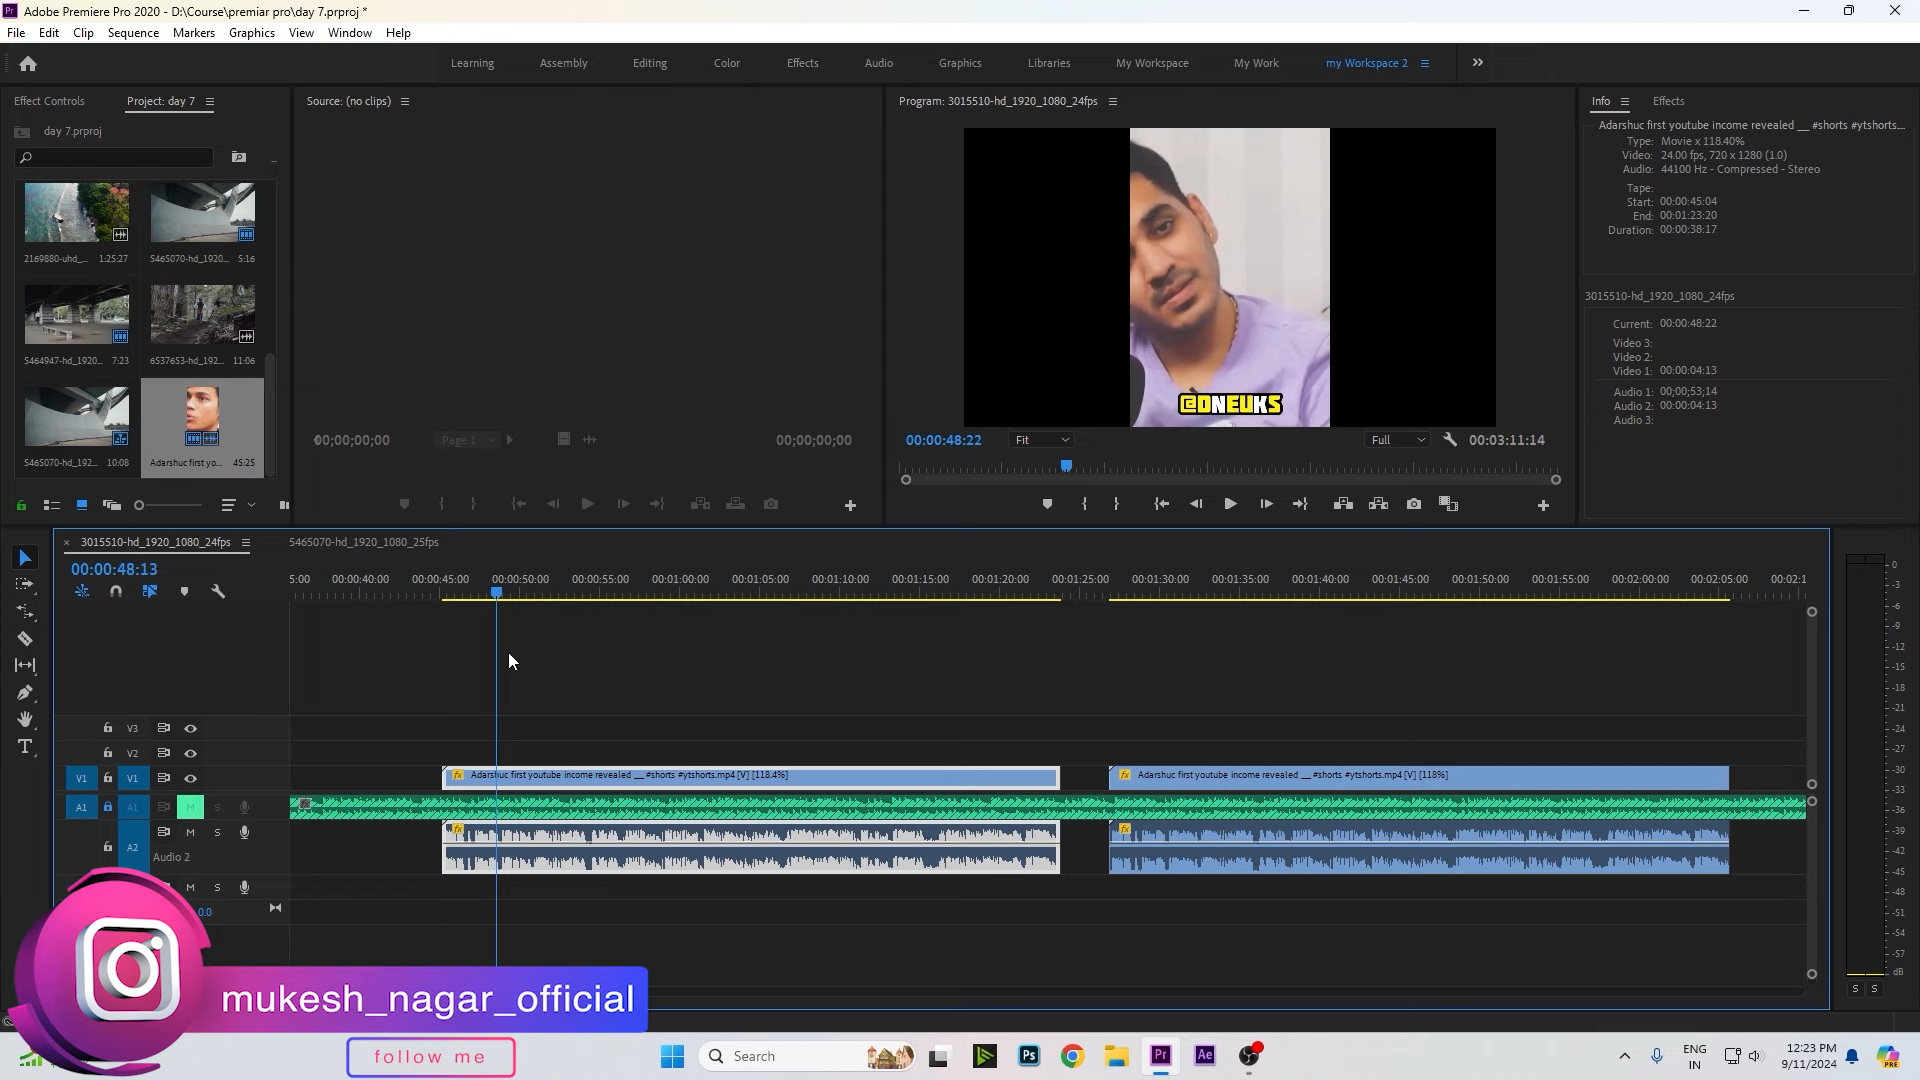 Adobe Premiere Pro 2020 - D:\Course\premiar pro\day 7.prproj *
File Edit Clip Sequence Markers Graphics View Window Help
Learning Assembly Editing Color Effects Audio Graphics Libraries My Workspace My Work my Workspace 2
Effect Controls Project: day 7
Source: (no clips)
Program: 3015510-hd_1920_1080_24fps
Info Effects
day 7.prproj
Adarshuc first youtube income revealed __ #shorts #ytshorts...
Type: Movie x 118.40%
Video: 24.00 fps, 720 x 1280 (1.0)
Audio: 44100 Hz - Compressed - Stereo
Tape:
Start: 00:00:45:04
End: 00:01:23:20
Duration: 00:00:38:17
2169880-uhd_... 1:25:27
5465070-hd_1920... 5:16
3015510-hd_1920_1080_24fps
Current: 00:00:48:22
Video 3:
Video 2:
Video 1: 00:00:04:13
Audio 1: 00;00;53;14
Audio 2: 00:00:04:13
Audio 3:
5464947-hd_1920... 7:23
6537653-hd_192... 11:06
5465070-hd_192... 10:08
Adarshuc first yo... 45:25
@DNEUKS
00;00;00;00 Page 1 00;00;00;00
00:00:48:22 Fit Full 00:03:11:14
3015510-hd_1920_1080_24fps 5465070-hd_1920_1080_25fps
00:00:48:13
5:00 00:00:40:00 00:00:45:00 00:00:50:00 00:00:55:00 00:01:00:00 00:01:05:00 00:01:10:00 00:01:15:00 00:01:20:00 00:01:25:00 00:01:30:00 00:01:35:00 00:01:40:00 00:01:45:00 00:01:50:00 00:01:55:00 00:02:00:00 00:02:05:00 00:02:1
V3
V2
V1 V1
Adarshuc first youtube income revealed __ #shorts #ytshorts.mp4 [V] [118.4%]
Adarshuc first youtube income revealed __ #shorts #ytshorts.mp4 [V] [118%]
A1 A1 M S
A2 M S
Audio 2
M S
0.0
0
-3
-6
-9
-12
-15
-18
-21
-24
-27
-30
-33
-36
-39
-42
-45
-48
-51
-54
-57
dB
S S
mukesh_nagar_official
follow me
Search
Ps Pr Ae
ENG
IN
12:23 PM
9/11/2024
PRE